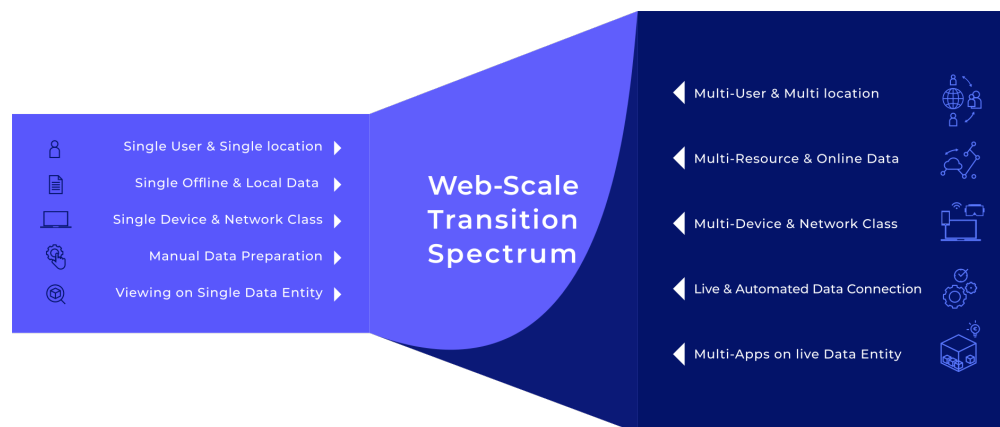 Single User & Single location
Single Offline & Local Data
Single Device & Network Class
Manual Data Preparation
Viewing on Single Data Entity
Web-Scale
Transition
Spectrum
Multi-User & Multi location
Multi-Resource & Online Data
Multi-Device & Network Class
Live & Automated Data Connection
Multi-Apps on live Data Entity